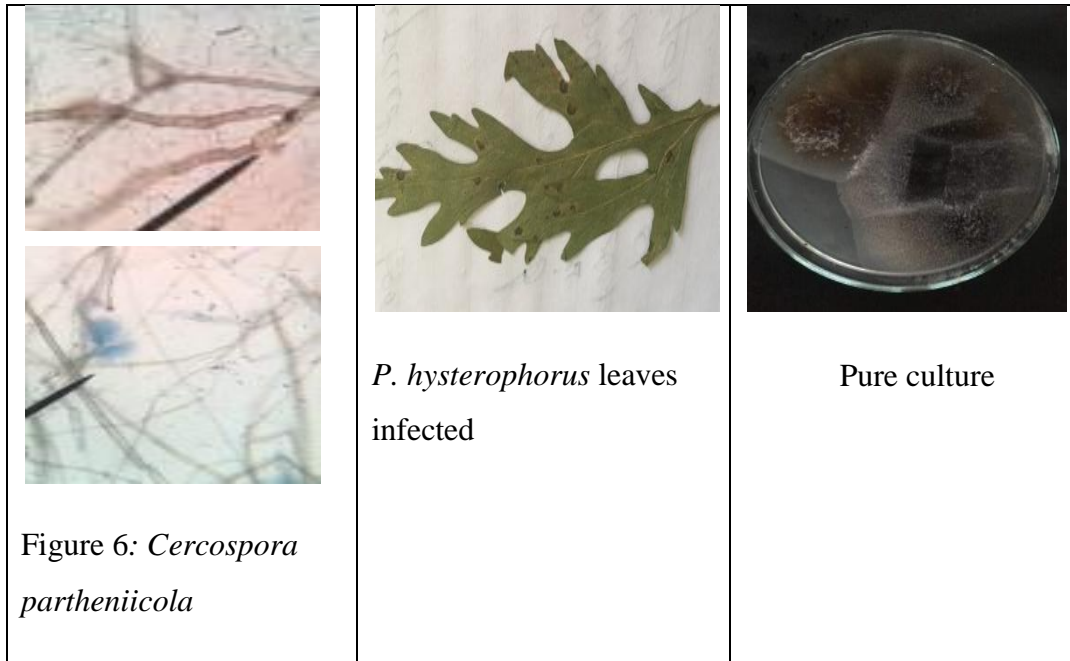 Figure 6: Cercospora
partheniicola
P. hysterophorus leaves
infected
Pure culture